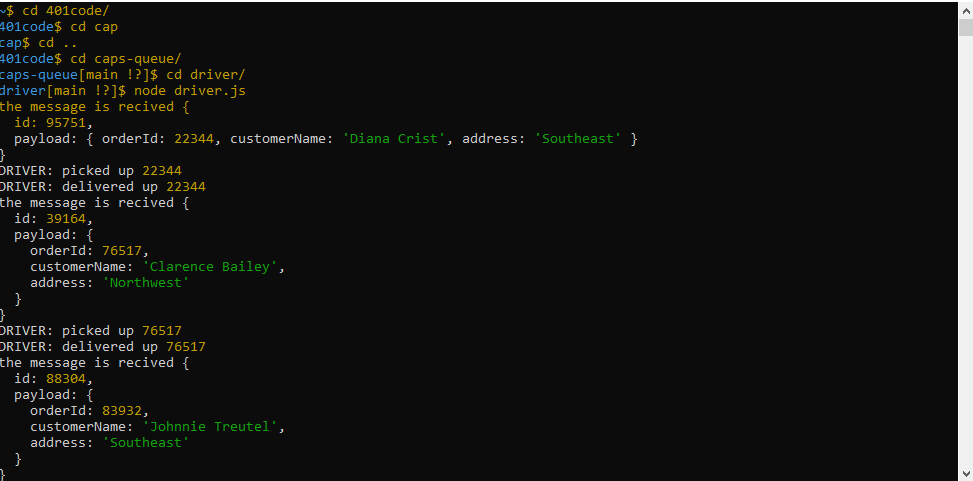 ~$ cd 401code/
401code$ cd cap
cap$ cd ..
401code$ cd caps-queue/
caps-queue[main !?]$ cd driver/
driver[main !?]$ node driver.js
the message is recived {
  id: 95751,
  payload: { orderId: 22344, customerName: 'Diana Crist', address: 'Southeast' }
}
DRIVER: picked up 22344
DRIVER: delivered up 22344
the message is recived {
  id: 39164,
  payload: {
    orderId: 76517,
    customerName: 'Clarence Bailey',
    address: 'Northwest'
  }
}
DRIVER: picked up 76517
DRIVER: delivered up 76517
the message is recived {
  id: 88304,
  payload: {
    orderId: 83932,
    customerName: 'Johnnie Treutel',
    address: 'Southeast'
  }
}